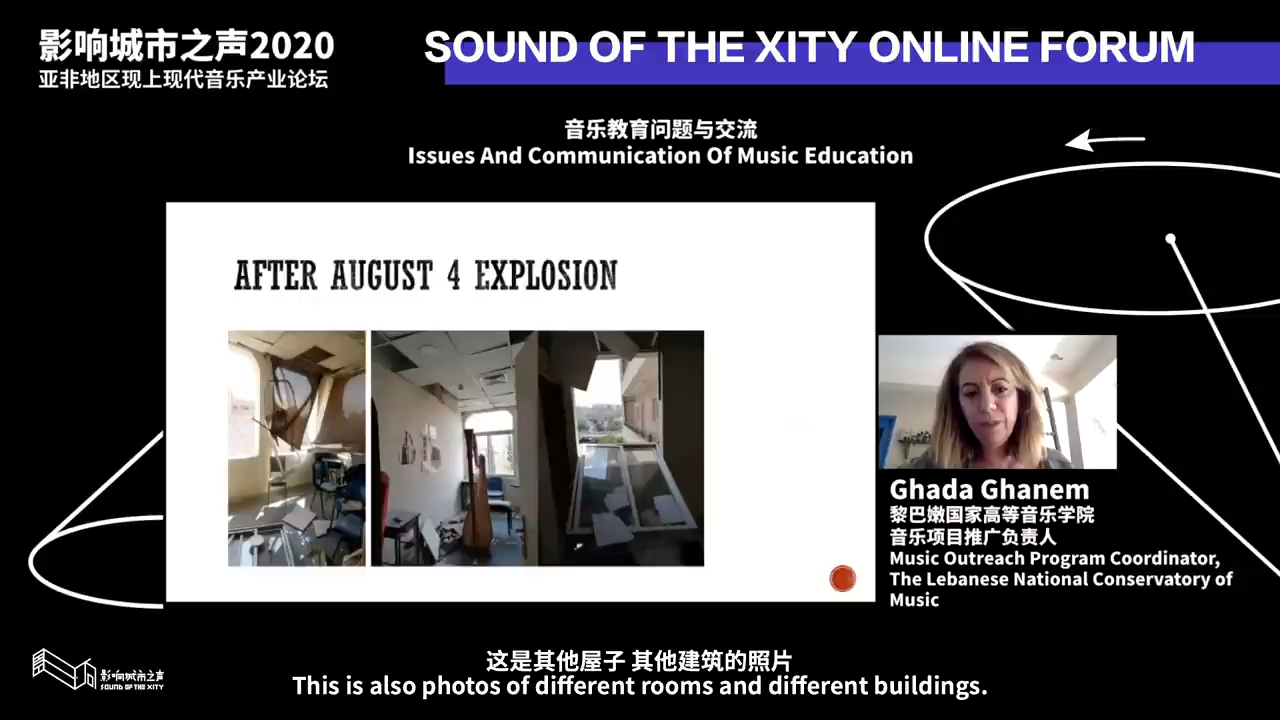 影响城市之声2020
亚非地区现上现代音乐产业论坛
SOUND OF THE XITY ONLINE FORUM
音乐教育问题与交流
Issues And Communication Of Music Education
AFTER AUGUST 4 EXPLOSION
Ghada Ghanem
黎巴嫩国家高等音乐学院
音乐项目推广负责人
Music Outreach Program Coordinator,
The Lebanese National Conservatory of
Music
影响城市之声
SOUND OF THE XITY
这是其他屋子 其他建筑的照片
This is also photos of different rooms and different buildings.